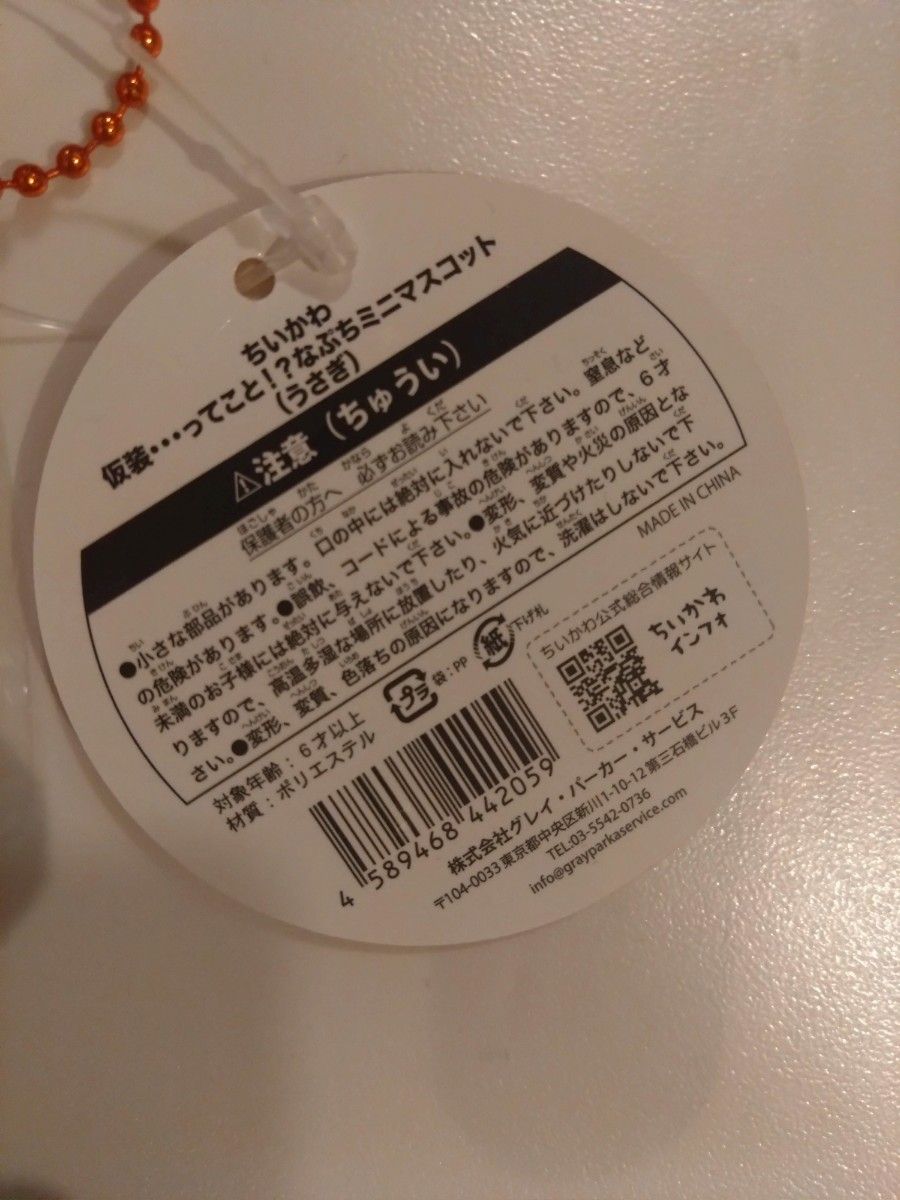 ちいかわ
仮装・・・ってこと！？なぷちミニマスコット
(うさぎ)
⚠注意（ちゅうい）
保護者の方へ 必ずお読み下さい
●小さな部品があります。口の中には絶対に入れないで下さい。窒息など
の危険があります。●誤飲、コードによる事故の危険がありますので、6才
未満のお子様には絶対に与えないで下さい。●変形、変質や火災の原因とな
りますので、高温多湿な場所に放置したり、火気に近づけたりしないで下
さい。●変形、変質、色落ちの原因になりますので、洗濯はしないで下さい。
MADE IN CHINA
対象年齢：6才以上
材質：ポリエステル
プラ
袋：PP
紙
下げ札
ちいかわ公式総合情報サイト
ちいかわ
インフォ
4 589468 442059
株式会社グレイ・パーカー・サービス
〒104-0033 東京都中央区新川1-10-12 第三石橋ビル3F
TEL:03-5542-0736
info@grayparkaservice.com